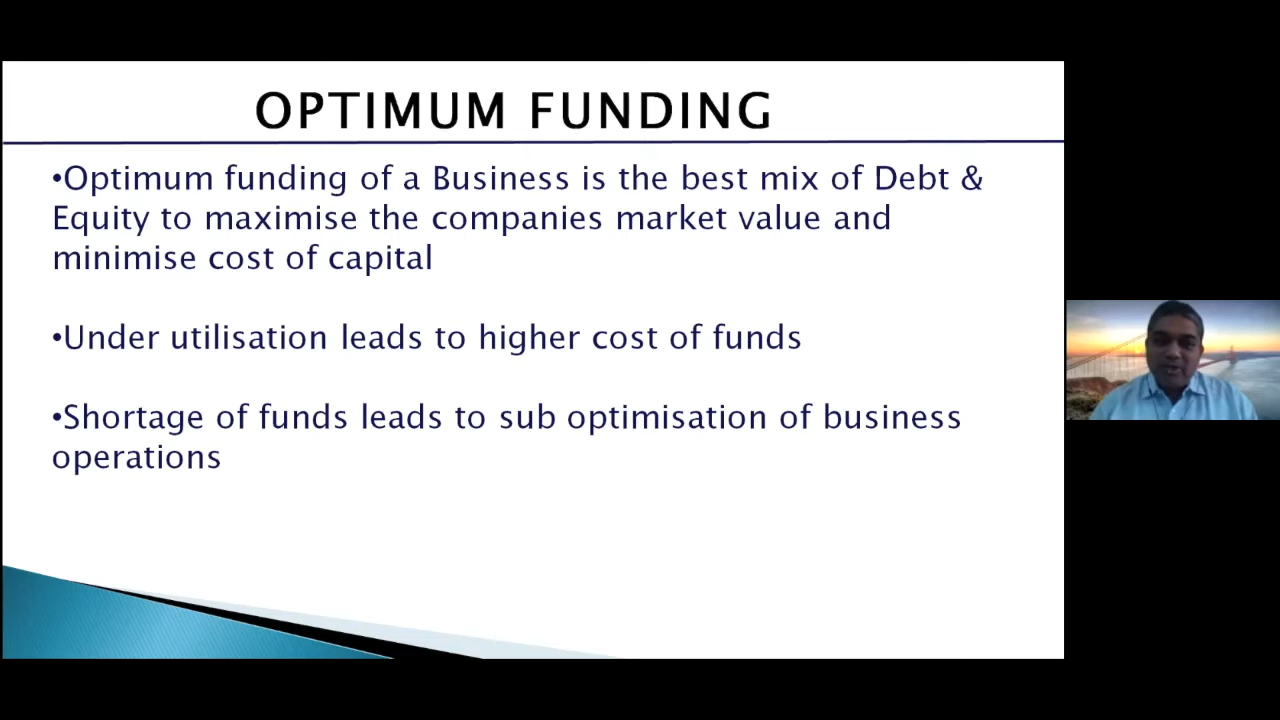 OPTIMUM FUNDING
•Optimum funding of a Business is the best mix of Debt &
Equity to maximise the companies market value and
minimise cost of capital
•Under utilisation leads to higher cost of funds
•Shortage of funds leads to sub optimisation of business
operations